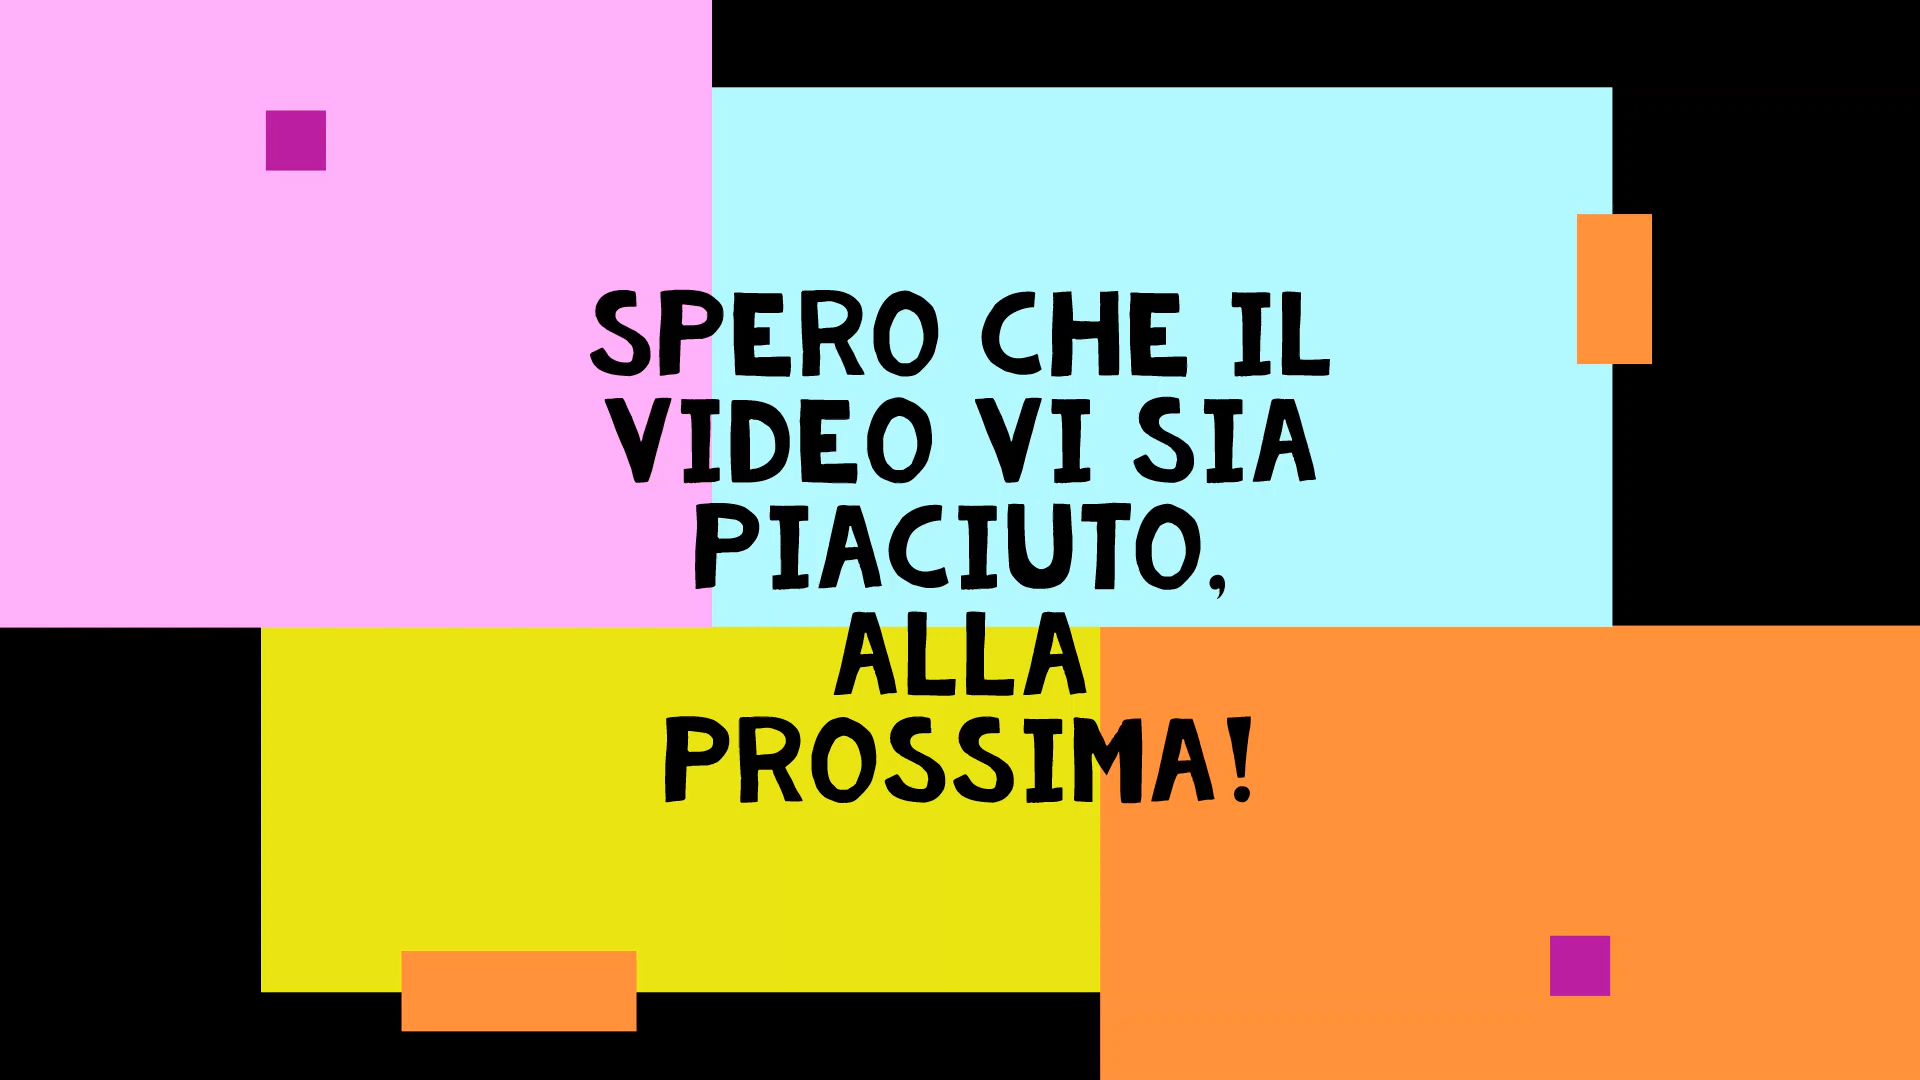 SPERO CHE IL
VIDEO VI SIA
PIACIUTO,
ALLA
PROSSIMA!